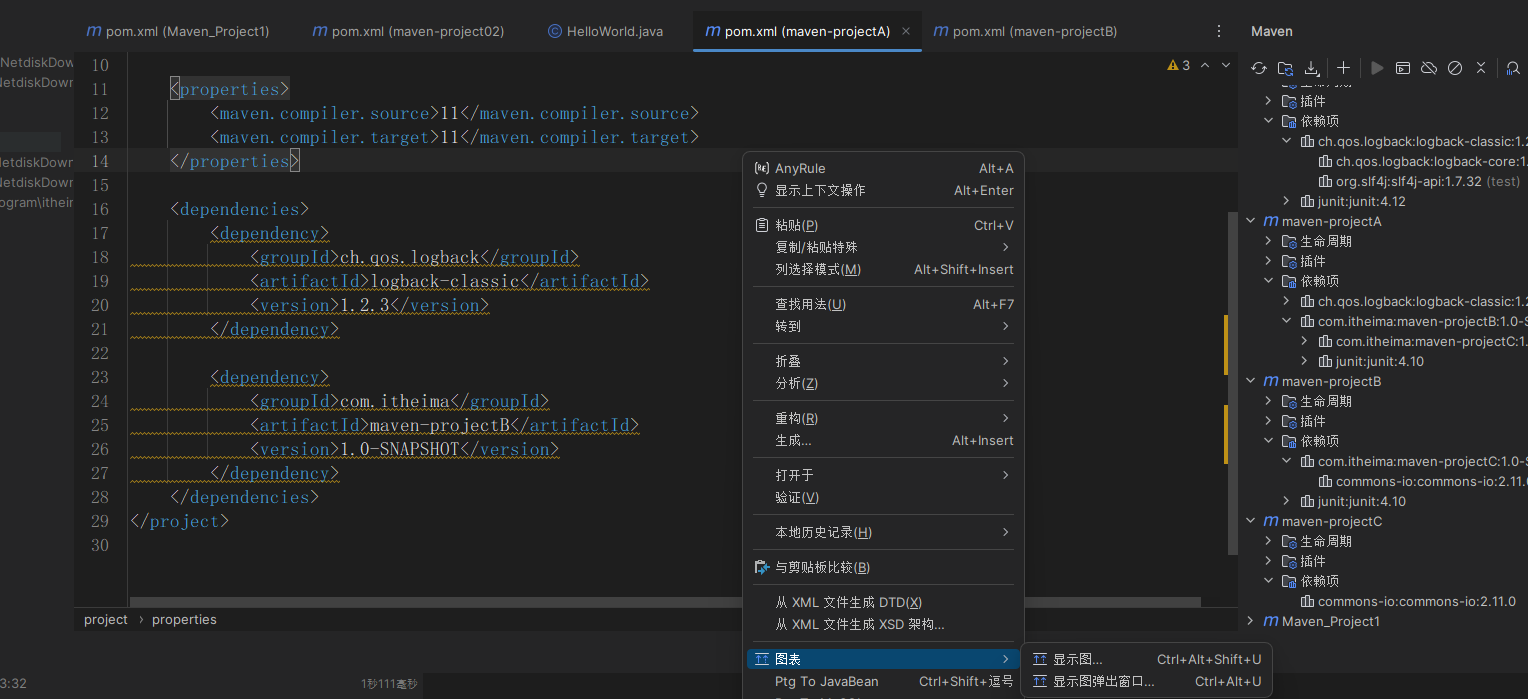 pom.xml (Maven_Project1)
pom.xml (maven-project02)
HelloWorld.java
pom.xml (maven-projectA)
pom.xml (maven-projectB)
Maven
NetdiskDow
NetdiskDow
NetdiskDowr
NetdiskDowr
ogram\itheir
3
10
11 <properties>
12 <maven.compiler.source>11</maven.compiler.source>
13 <maven.compiler.target>11</maven.compiler.target>
14 </properties>
15
16 <dependencies>
17 <dependency>
18 <groupId>ch.qos.logback</groupId>
19 <artifactId>logback-classic</artifactId>
20 <version>1.2.3</version>
21 </dependency>
22
23 <dependency>
24 <groupId>com.itheima</groupId>
25 <artifactId>maven-projectB</artifactId>
26 <version>1.0-SNAPSHOT</version>
27 </dependency>
28 </dependencies>
29 </project>
30
project › properties
3:32
1秒111毫秒
AnyRule Alt+A
显示上下文操作 Alt+Enter
粘贴(P) Ctrl+V
复制/粘贴特殊
列选择模式(M) Alt+Shift+Insert
查找用法(U) Alt+F7
转到
折叠
分析(Z)
重构(R)
生成... Alt+Insert
打开于
验证(V)
本地历史记录(H)
与剪贴板比较(B)
从 XML 文件生成 DTD(X)
从 XML 文件生成 XSD 架构...
图表
Ptg To JavaBean Ctrl+Shift+逗号
显示图... Ctrl+Alt+Shift+U
显示图弹出窗口... Ctrl+Alt+U
插件
依赖项
ch.qos.logback:logback-classic:1.2
ch.qos.logback:logback-core:1.
org.slf4j:slf4j-api:1.7.32 (test)
junit:junit:4.12
maven-projectA
生命周期
插件
依赖项
ch.qos.logback:logback-classic:1.2
com.itheima:maven-projectB:1.0-S
com.itheima:maven-projectC:1.
junit:junit:4.10
maven-projectB
生命周期
插件
依赖项
com.itheima:maven-projectC:1.0-S
commons-io:commons-io:2.11.0
junit:junit:4.10
maven-projectC
生命周期
插件
依赖项
commons-io:commons-io:2.11.0
Maven_Project1